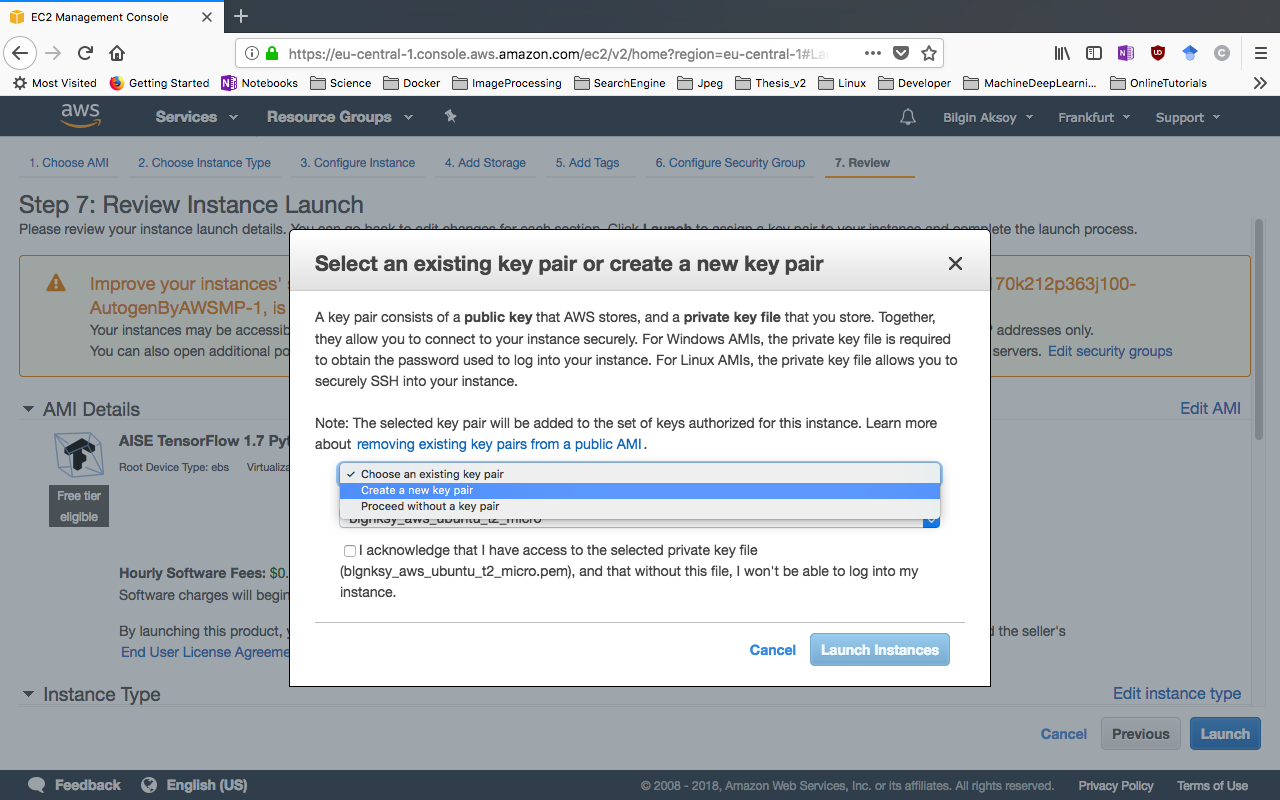 EC2 Management Console
https://eu-central-1.console.aws.amazon.com/ec2/v2/home?region=eu-central-1#La
Most Visited Getting Started Notebooks Science Docker ImageProcessing SearchEngine Jpeg Thesis_v2 Linux Developer MachineDeepLearni... OnlineTutorials
aws Services Resource Groups Bilgin Aksoy Frankfurt Support
1. Choose AMI 2. Choose Instance Type 3. Configure Instance 4. Add Storage 5. Add Tags 6. Configure Security Group 7. Review
Step 7: Review Instance Launch
Please review your instance launch details. You can go back to edit changes for each section. Click Launch to assign a key pair to your instance and complete the launch process.
Improve your instances' 70k212p363j100-
AutogenByAWSMP-1, is
Your instances may be accessib addresses only.
You can also open additional po servers. Edit security groups
AMI Details Edit AMI
AISE TensorFlow 1.7 Pyt
Root Device Type: ebs Virtualiza
Free tier
eligible
Hourly Software Fees: $0.
Software charges will begin
By launching this product, y d the seller's
End User License Agreeme
Instance Type Edit instance type
Select an existing key pair or create a new key pair
A key pair consists of a public key that AWS stores, and a private key file that you store. Together,
they allow you to connect to your instance securely. For Windows AMIs, the private key file is required
to obtain the password used to log into your instance. For Linux AMIs, the private key file allows you to
securely SSH into your instance.
Note: The selected key pair will be added to the set of keys authorized for this instance. Learn more
about removing existing key pairs from a public AMI.
✓ Choose an existing key pair
Create a new key pair
Proceed without a key pair
blgnksy_aws_ubuntu_t2_micro
I acknowledge that I have access to the selected private key file
(blgnksy_aws_ubuntu_t2_micro.pem), and that without this file, I won't be able to log into my
instance.
Cancel Launch Instances
Cancel Previous Launch
Feedback English (US) © 2008 - 2018, Amazon Web Services, Inc. or its affiliates. All rights reserved. Privacy Policy Terms of Use